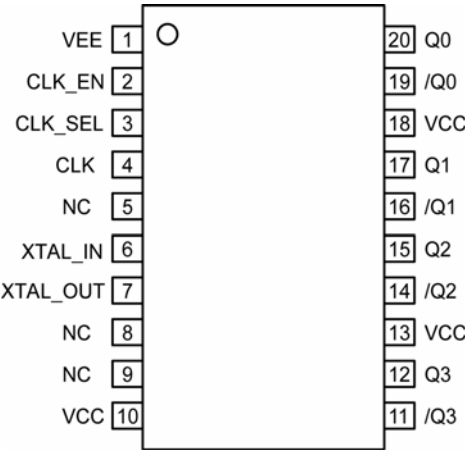 VEE 1 20 Q0
CLK_EN 2 19 /Q0
CLK_SEL 3 18 VCC
CLK 4 17 Q1
NC 5 16 /Q1
XTAL_IN 6 15 Q2
XTAL_OUT 7 14 /Q2
NC 8 13 VCC
NC 9 12 Q3
VCC 10 11 /Q3